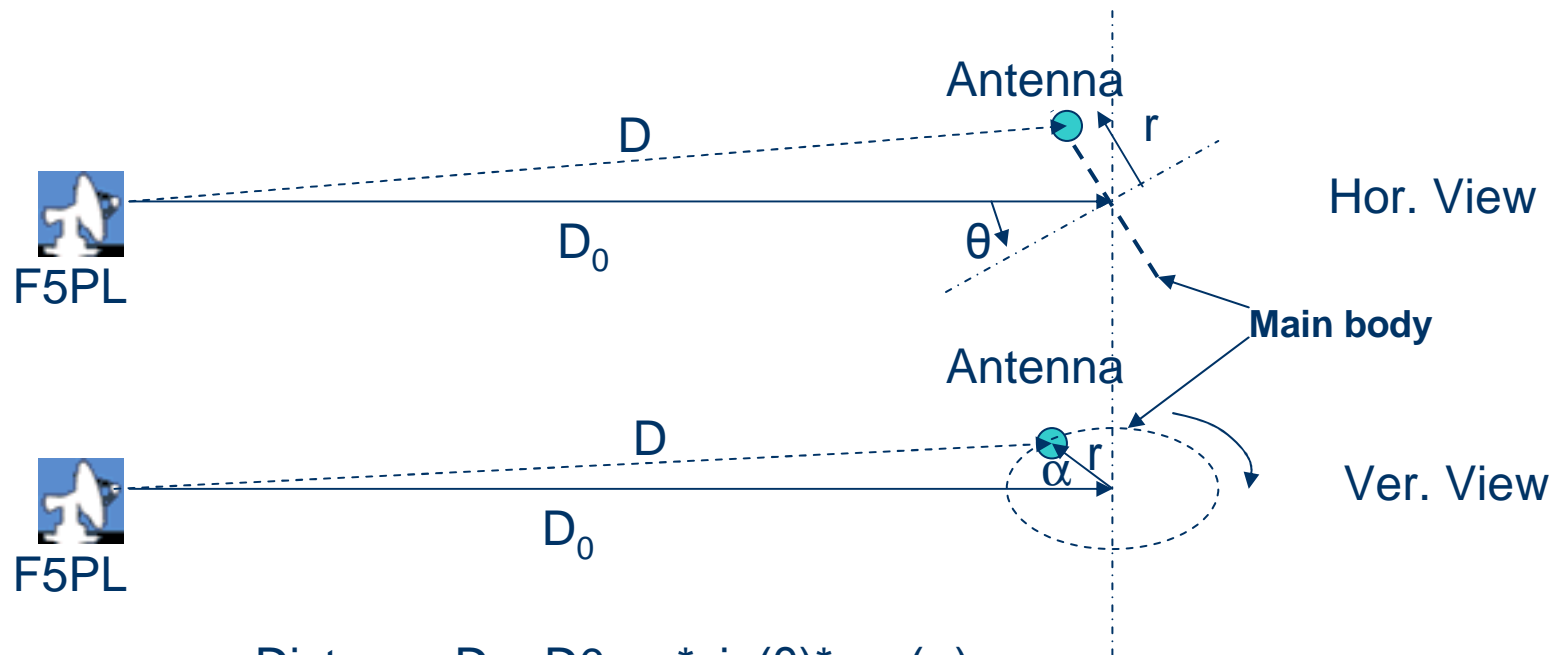 Antenna
D
r
Hor. View
D0
θ
F5PL
Main body
Antenna
D
r
α
Ver. View
D0
F5PL